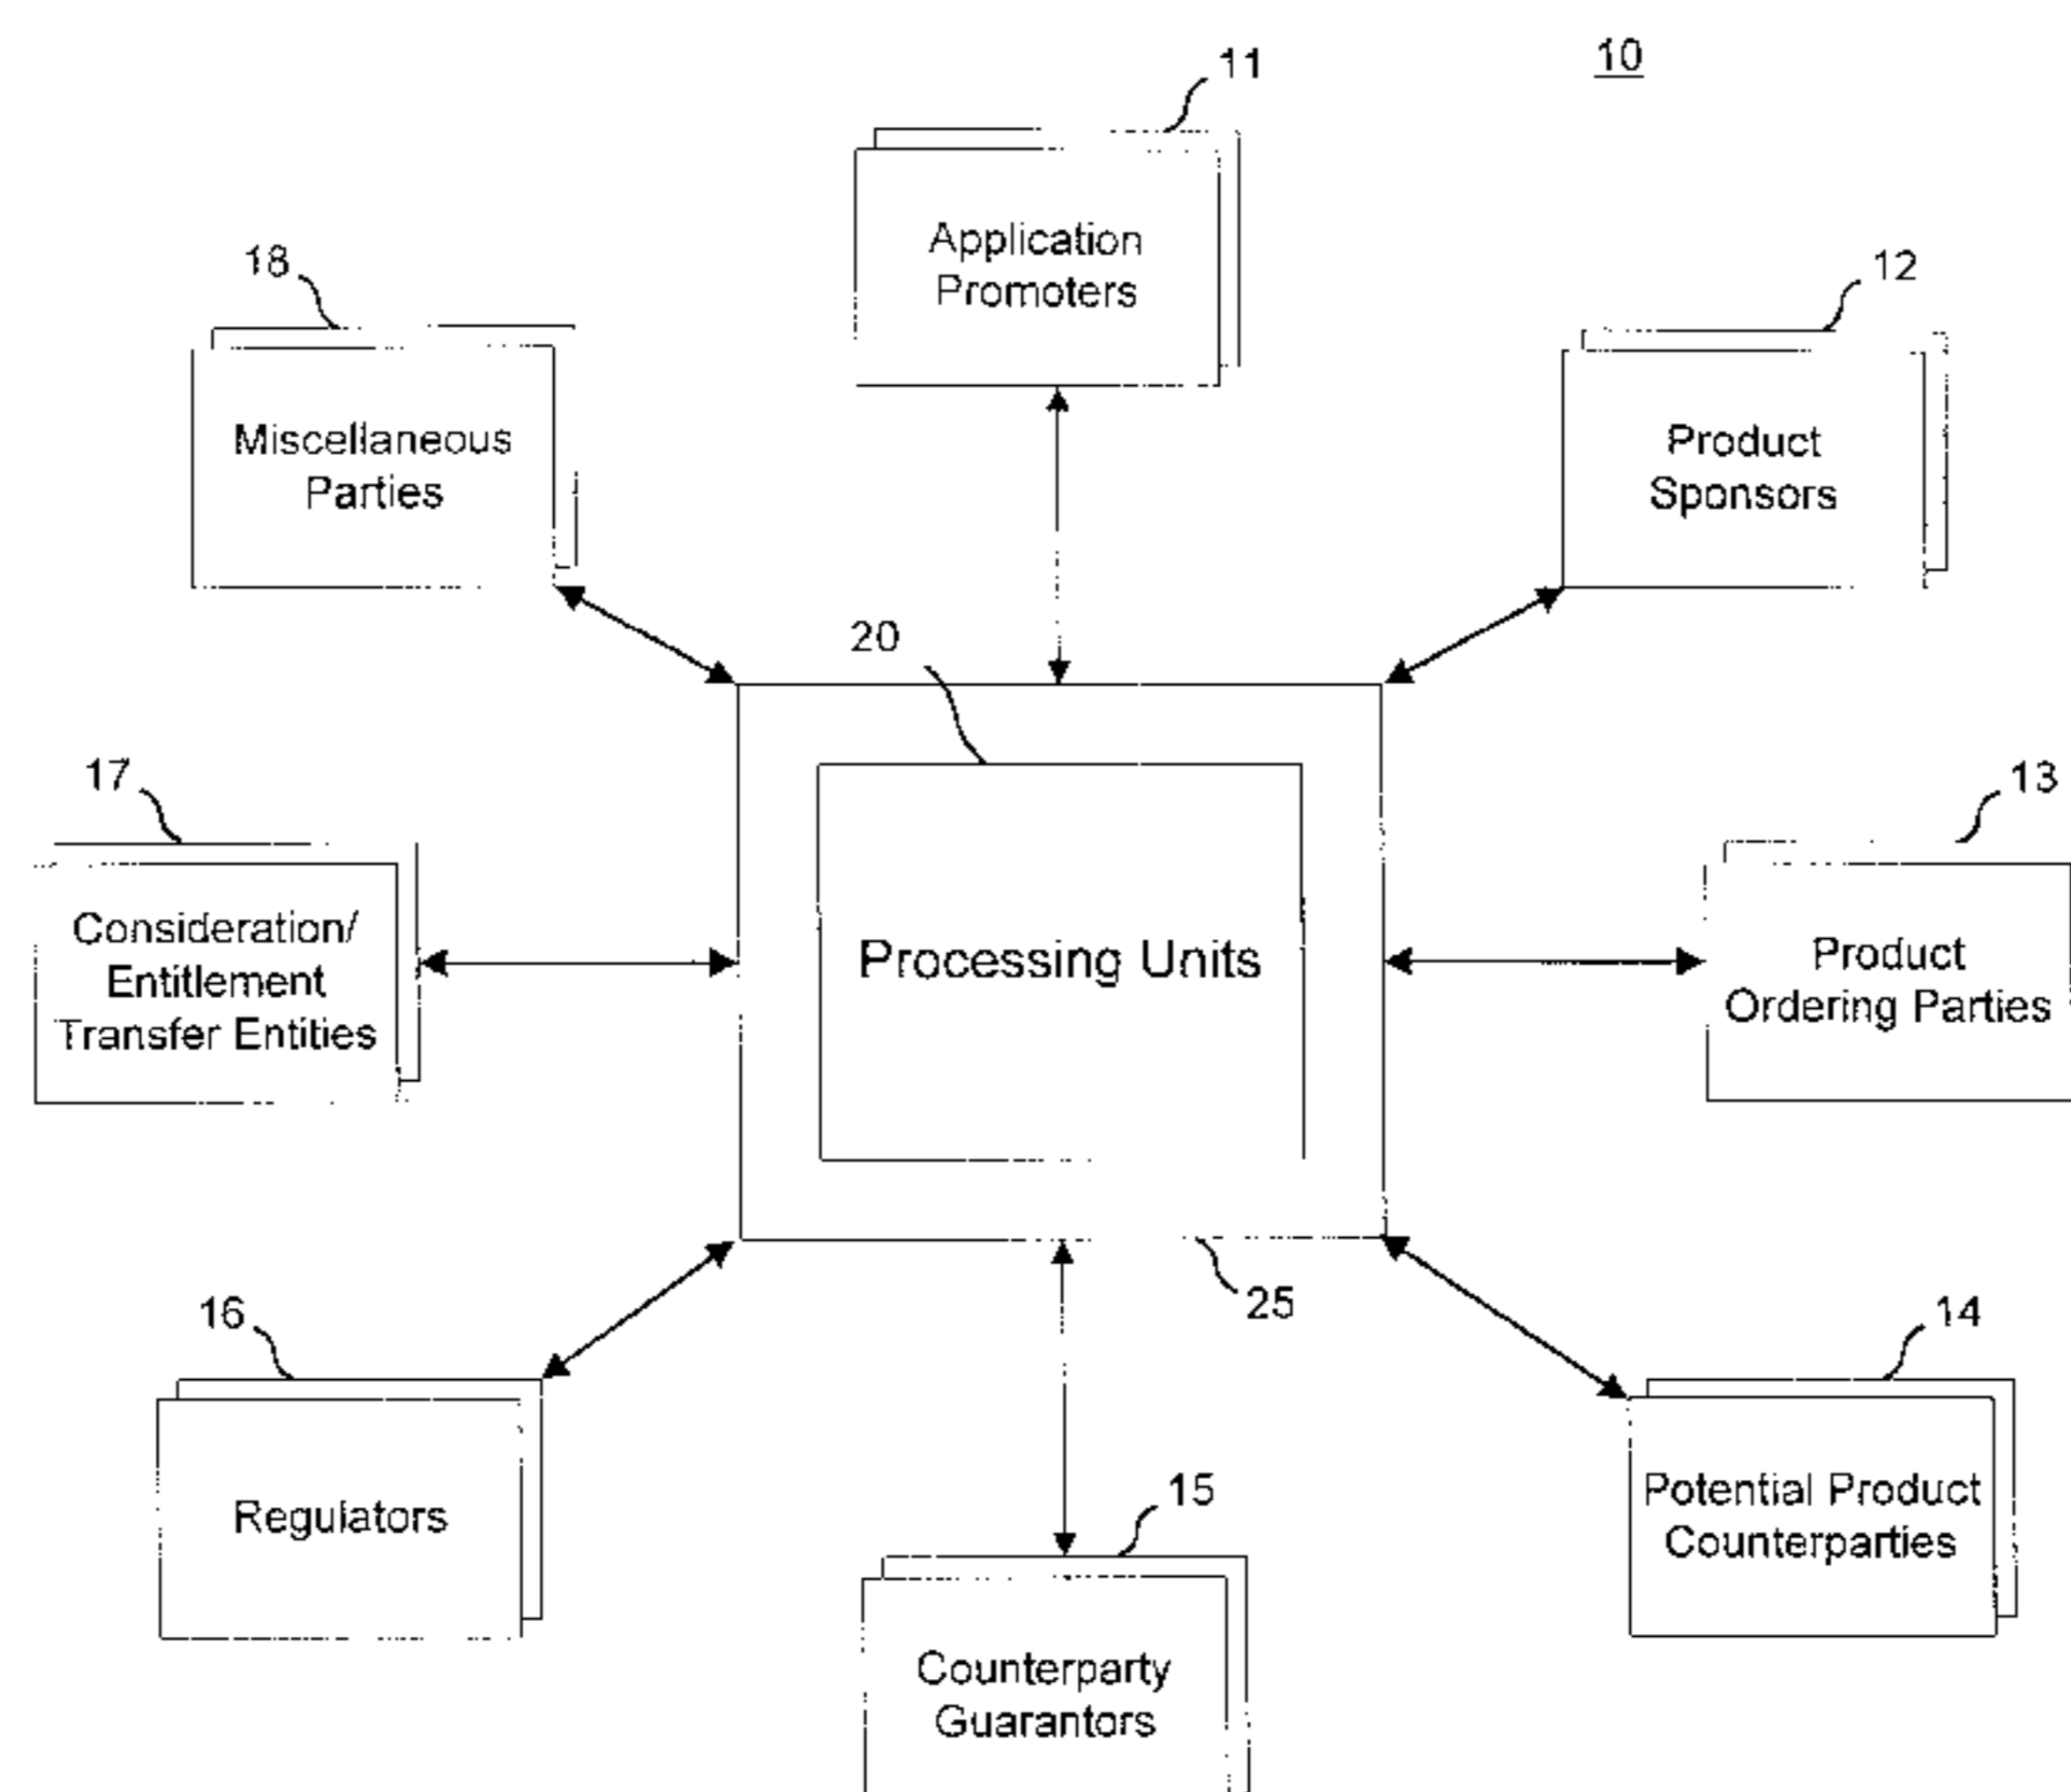 10
11
Application
Promoters
18
Miscellaneous
Parties
12
Product
Sponsors
20
Processing Units
17
Consideration/
Entitlement
Transfer Entities
13
Product
Ordering Parties
25
16
Regulators
14
Potential Product
Counterparties
15
Counterparty
Guarantors